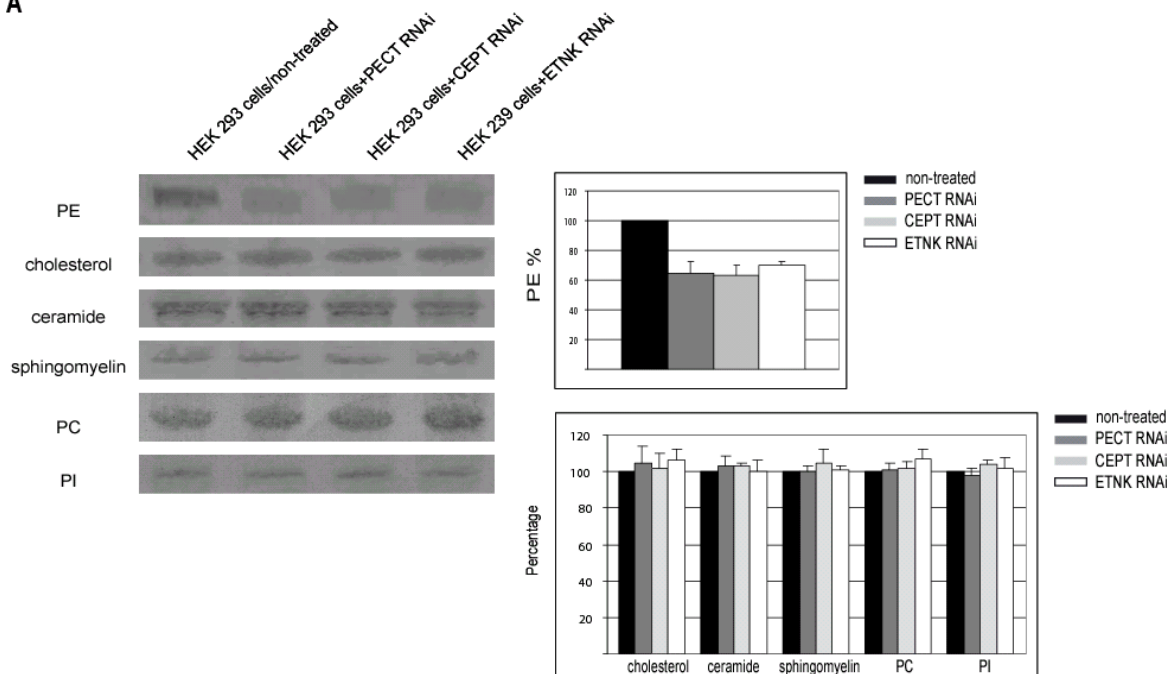 A
HEK 293 cells/non-treated
HEK 293 cells+PECT RNAi
HEK 293 cells+CEPT RNAi
HEK 239 cells+ETNK RNAi
PE
cholesterol
ceramide
sphingomyelin
PC
PI
PE %
120
100
80
60
40
20
non-treated
PECT RNAi
CEPT RNAi
ETNK RNAi
Percentage
120
100
80
60
40
20
cholesterol ceramide sphingomyelin PC PI
non-treated
PECT RNAi
CEPT RNAi
ETNK RNAi